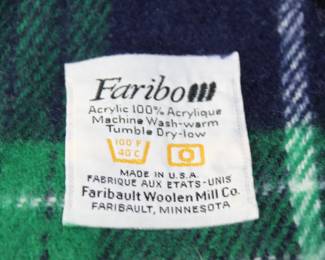 Faribo
Acrylic 100% Acrylique
Machine Wash-warm
Tumble Dry-low
100 F
40 C
MADE IN U.S.A.
FABRIQUE AUX ETATS-UNIS
Faribault Woolen Mill Co.
FARIBAULT, MINNESOTA